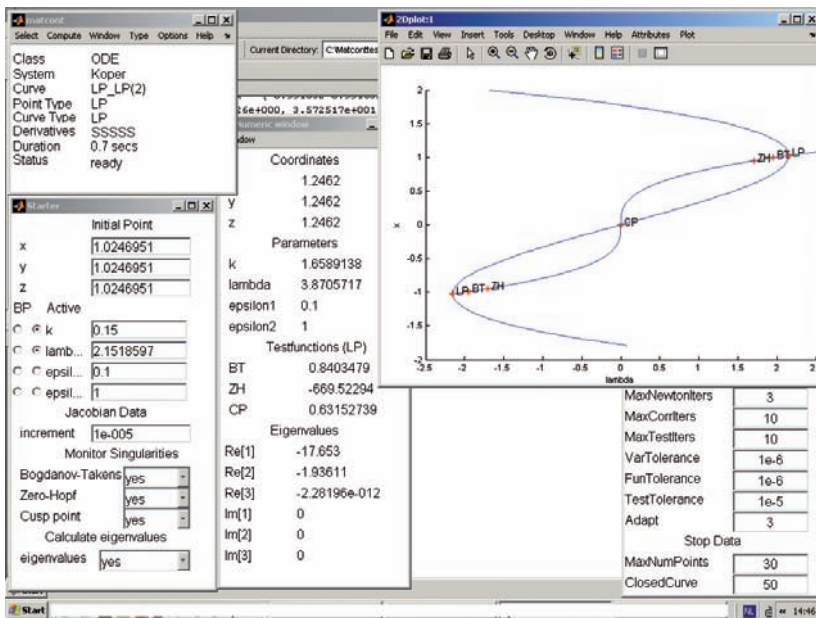 matcont
Select Compute Window Type Options Help
Class ODE
System Koper
Curve LP_LP(2)
Point Type LP
Curve Type LP
Derivatives SSSSS
Duration 0.7 secs
Status ready
Current Directory: C:\Matconttes
26e+000, 3.572517e+001
Starter
Initial Point
x 1.0246951
y 1.0246951
z 1.0246951
BP Active
k 0.15
lamb... 2.1518597
epsil... 0.1
epsil... 1
Jacobian Data
increment 1e-005
Monitor Singularities
Bogdanov-Takens yes
Zero-Hopf yes
Cusp point yes
Calculate eigenvalues
eigenvalues yes
Numeric window
ndow
Coordinates
1.2462
y 1.2462
z 1.2462
Parameters
k 1.6589138
lambda 3.8705717
epsilon1 0.1
epsilon2 1
Testfunctions (LP)
BT 0.8403479
ZH -669.52294
CP 0.63152739
Eigenvalues
Re[1] -17.653
Re[2] -1.93611
Re[3] -2.28196e-012
Im[1] 0
Im[2] 0
Im[3] 0
2Dplot:1
File Edit View Insert Tools Desktop Window Help Attributes Plot
2
1.5
1
0.5
0
-0.5
-1
-1.5
-2
x
ZH BT LP
CP
LP BT ZH
-2.5 -2 -1.5 -1 -0.5 0 0.5 1 1.5 2 2.
lambda
MaxNewtonIters 3
MaxCorrIters 10
MaxTestIters 10
VarTolerance 1e-6
FunTolerance 1e-6
TestTolerance 1e-5
Adapt 3
Stop Data
MaxNumPoints 30
ClosedCurve 50
Start
NL
14:46